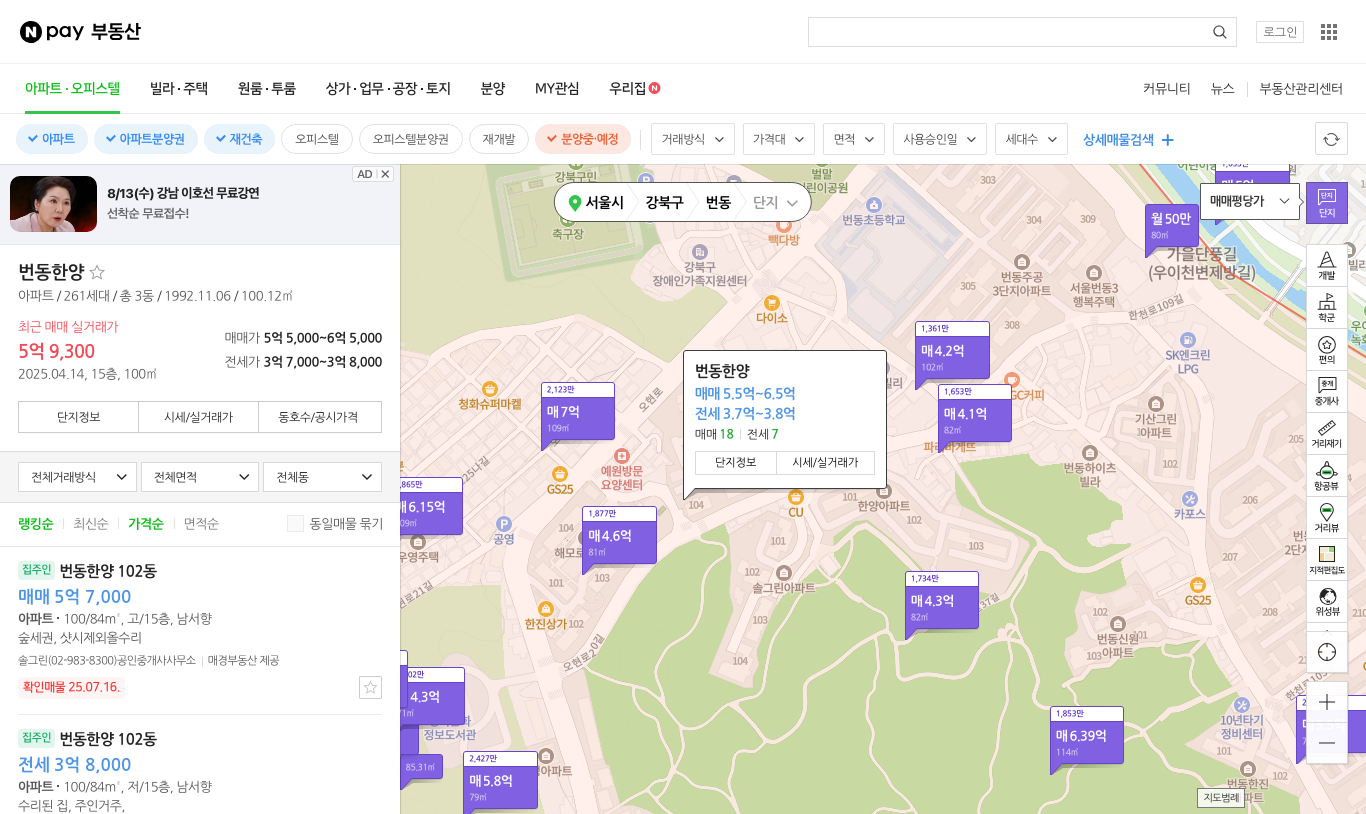 N pay 부동산
로그인
아파트·오피스텔 빌라·주택 원룸·투룸 상가·업무·공장·토지 분양 MY관심 우리집 N
커뮤니티 뉴스 부동산관리센터
아파트 아파트분양권 재건축 오피스텔 오피스텔분양권 재개발 분양중·예정 거래방식 가격대 면적 사용승인일 세대수 상세매물검색
AD
8/13(수) 강남 이호선 무료강연
선착순 무료접수!
번동한양
아파트 / 261세대 / 총 3동 / 1992.11.06 / 100.12㎡
최근 매매 실거래가
5억 9,300
2025.04.14, 15층, 100㎡
매매가 5억 5,000~6억 5,000
전세가 3억 7,000~3억 8,000
단지정보 시세/실거래가 동호수/공시가격
전체거래방식 전체면적 전체동
랭킹순 최신순 가격순 면적순 동일매물 묶기
집주인 번동한양 102동
매매 5억 7,000
아파트 · 100/84m², 고/15층, 남서향
숲세권, 샷시제외올수리
솔그린(02-983-8300)공인중개사사무소 매경부동산 제공
확인매물 25.07.16.
집주인 번동한양 102동
전세 3억 8,000
아파트 · 100/84m², 저/15층, 남서향
수리된 집, 주인거주,
서울시 강북구 번동 단지
매매평당가
단지
강북구민
벌말
어린이공원
축구장
빽다방
번동초등학교
303
304
309
월 50만
80㎡
가을단풍길
(우이천변제방길)
강북구
장애인가족지원센터
번동주공
3단지아파트
서울번동3
행복주택
305
308
한천로109길
다이소
SK엔크린
LPG
1,361만
매 4.2억
102㎡
GC커피
1,653만
매 4.1억
82㎡
파리바게뜨
기산그린
아파트
번동하이츠
빌라
번동한양
매매 5.5억~6.5억
전세 3.7억~3.8억
매매 18 전세 7
단지정보 시세/실거래가
청화슈퍼마켙
2,123만
매 7억
109㎡
오현로
예원방문
요양센터
GS25
공영
1,877만
매 4.6억
81㎡
104
101
103
CU
한양아파트
102
카포스
솔그린아파트
1,734만
매 4.3억
82㎡
GS25
번동신원
아파트
한진상가
오현로20길
정보도서관
85.31㎡
2,427만
매 5.8억
79㎡
1,853만
매 6.39억
114㎡
10년타기
정비센터
번동한진
지도범례
개발
학군
편의
중개
중개사
거리재기
항공뷰
거리뷰
지적편집도
위성뷰